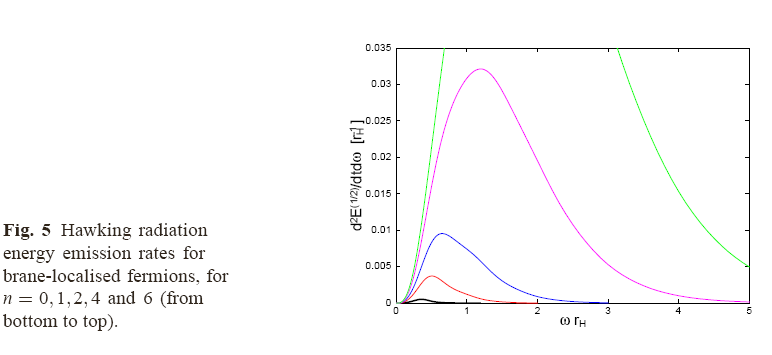 Fig. 5 Hawking radiation
energy emission rates for
brane-localised fermions, for
n = 0,1,2,4 and 6 (from
bottom to top).
d²E⁽¹ᐟ²⁾/dtdω [r_H⁻¹]
0.035
0.03
0.025
0.02
0.015
0.01
0.005
0
0 1 2 3 4 5
ω r_H